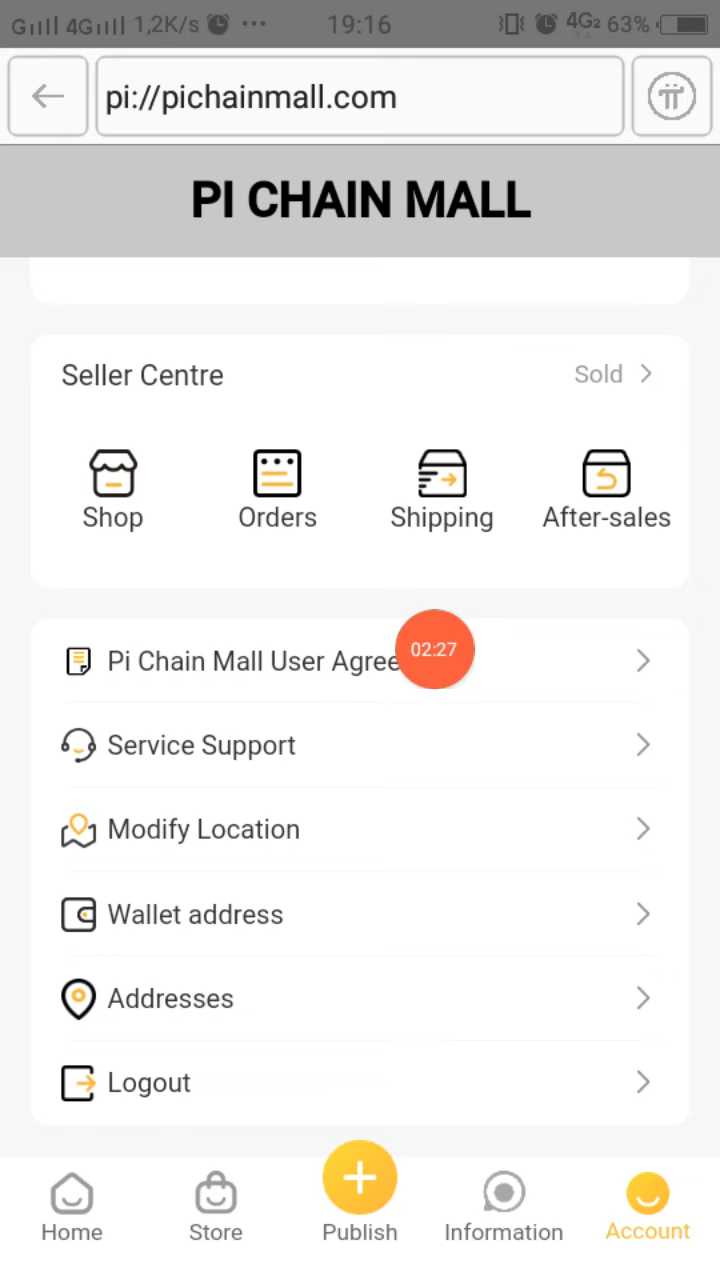 4G 1,2K/s ··· 19:16 4G2 63%
pi://pichainmall.com
PI CHAIN MALL
Seller Centre Sold
Shop Orders Shipping After-sales
Pi Chain Mall User Agree
02:27
Service Support
Modify Location
Wallet address
Addresses
Logout
Home Store Publish Information Account